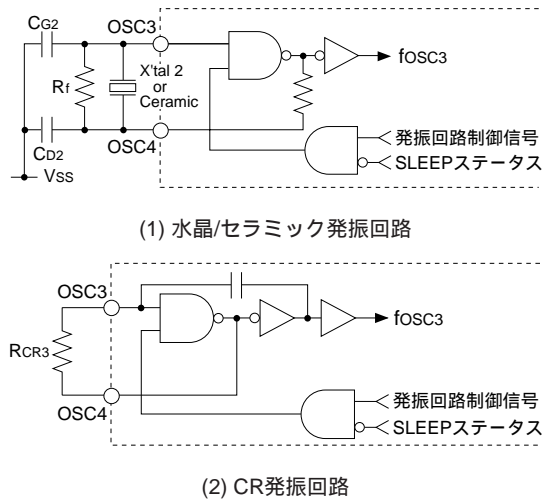 CG2
OSC3
fOSC3
Rf
X'tal 2
or
Ceramic
CD2
OSC4
VSS
発振回路制御信号
SLEEPステータス
(1) 水晶/セラミック発振回路
OSC3
fOSC3
RCR3
OSC4
発振回路制御信号
SLEEPステータス
(2) CR発振回路